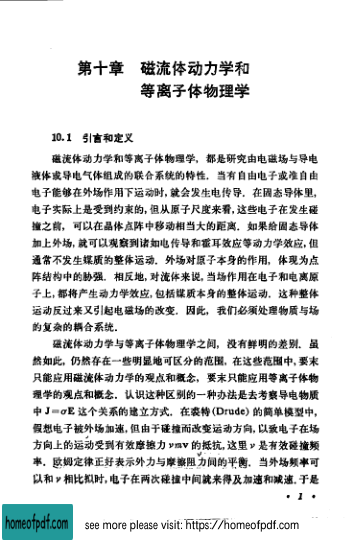 第十章 磁流体动力学和
等离子体物理学
10.1 引言和定义
磁流体动力学和等离子体物理学，都是研究由电磁场与导电
液体或导电气体组成的联合系统的特性．当有自由电子或准自由
电子能够在外场作用下运动时，就会发生电传导．在固态导体里，
电子实际上是受到约束的，但从原子尺度来看，这些电子在发生碰
撞之前，可以在晶体点阵中移动相当大的距离．如果给固态导体
加上外场，就可以观察到诸如电传导和霍耳效应等动力学效应，但
通常不发生媒质的整体运动．外场对原子本身的作用，体现为点
阵结构中的胁强．相反地，对流体来说，当场作用在电子和电离原
子上，都将产生动力学效应，包括媒质本身的整体运动．这种整体
运动反过来又引起电磁场的改变．因此，我们必须处理物质与场
的复杂的耦合系统．
磁流体动力学与等离子体物理学之间，没有鲜明的差别．虽
然如此，仍然存在一些明显地可区分的范围．在这些范围中，要末
只能应用磁流体动力学的观点和概念，要末只能应用等离子体物
理学的观点和概念．认识这种区别的一种办法是去考察导电物质
中 J=σE 这个关系的建立方式．在裘特(Drude)的简单模型中，
假想电子被外场加速，但由于碰撞而改变运动方向，以致电子在场
方向上的运动受到有效摩擦力 νmv 的抵抗，这里 ν 是有效碰撞频
率．欧姆定律正好表示外力与摩擦阻力间的平衡．当外场频率可
以和 ν 相比拟时，电子在两次碰撞中间就来得及加速和减速．于是
• 1 •
homeofpdf.com
see more please visit: https://homeofpdf.com